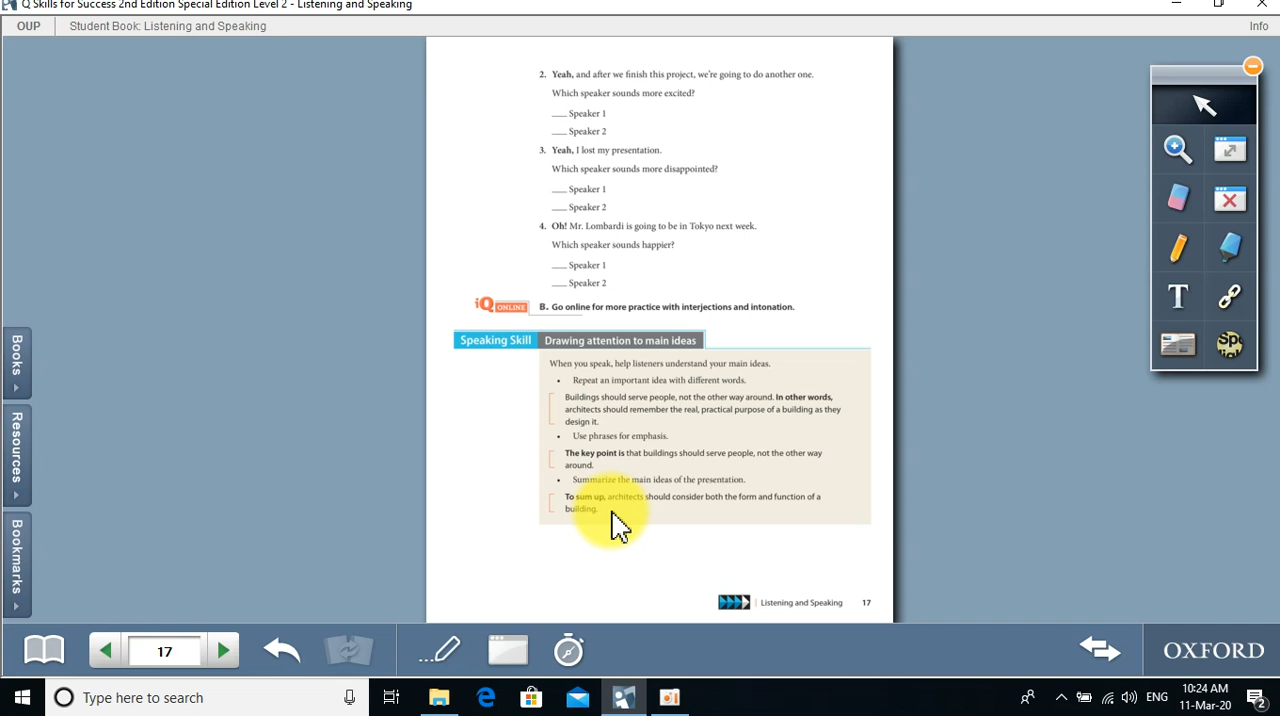 Q Skills for Success 2nd Edition Special Edition Level 2 - Listening and Speaking
OUP
Student Book: Listening and Speaking
Info
2. Yeah, and after we finish this project, we're going to do another one.
Which speaker sounds more excited?
___ Speaker 1
___ Speaker 2
3. Yeah, I lost my presentation.
Which speaker sounds more disappointed?
___ Speaker 1
___ Speaker 2
4. Oh! Mr. Lombardi is going to be in Tokyo next week.
Which speaker sounds happier?
___ Speaker 1
___ Speaker 2
iQ ONLINE B. Go online for more practice with interjections and intonation.
Speaking Skill Drawing attention to main ideas
When you speak, help listeners understand your main ideas.
• Repeat an important idea with different words.
Buildings should serve people, not the other way around. In other words,
architects should remember the real, practical purpose of a building as they
design it.
• Use phrases for emphasis.
The key point is that buildings should serve people, not the other way
around.
• Summarize the main ideas of the presentation.
To sum up, architects should consider both the form and function of a
building.
Listening and Speaking 17
Books
Resources
Bookmarks
T
sp
17
OXFORD
Type here to search
ENG
10:24 AM
11-Mar-20
2